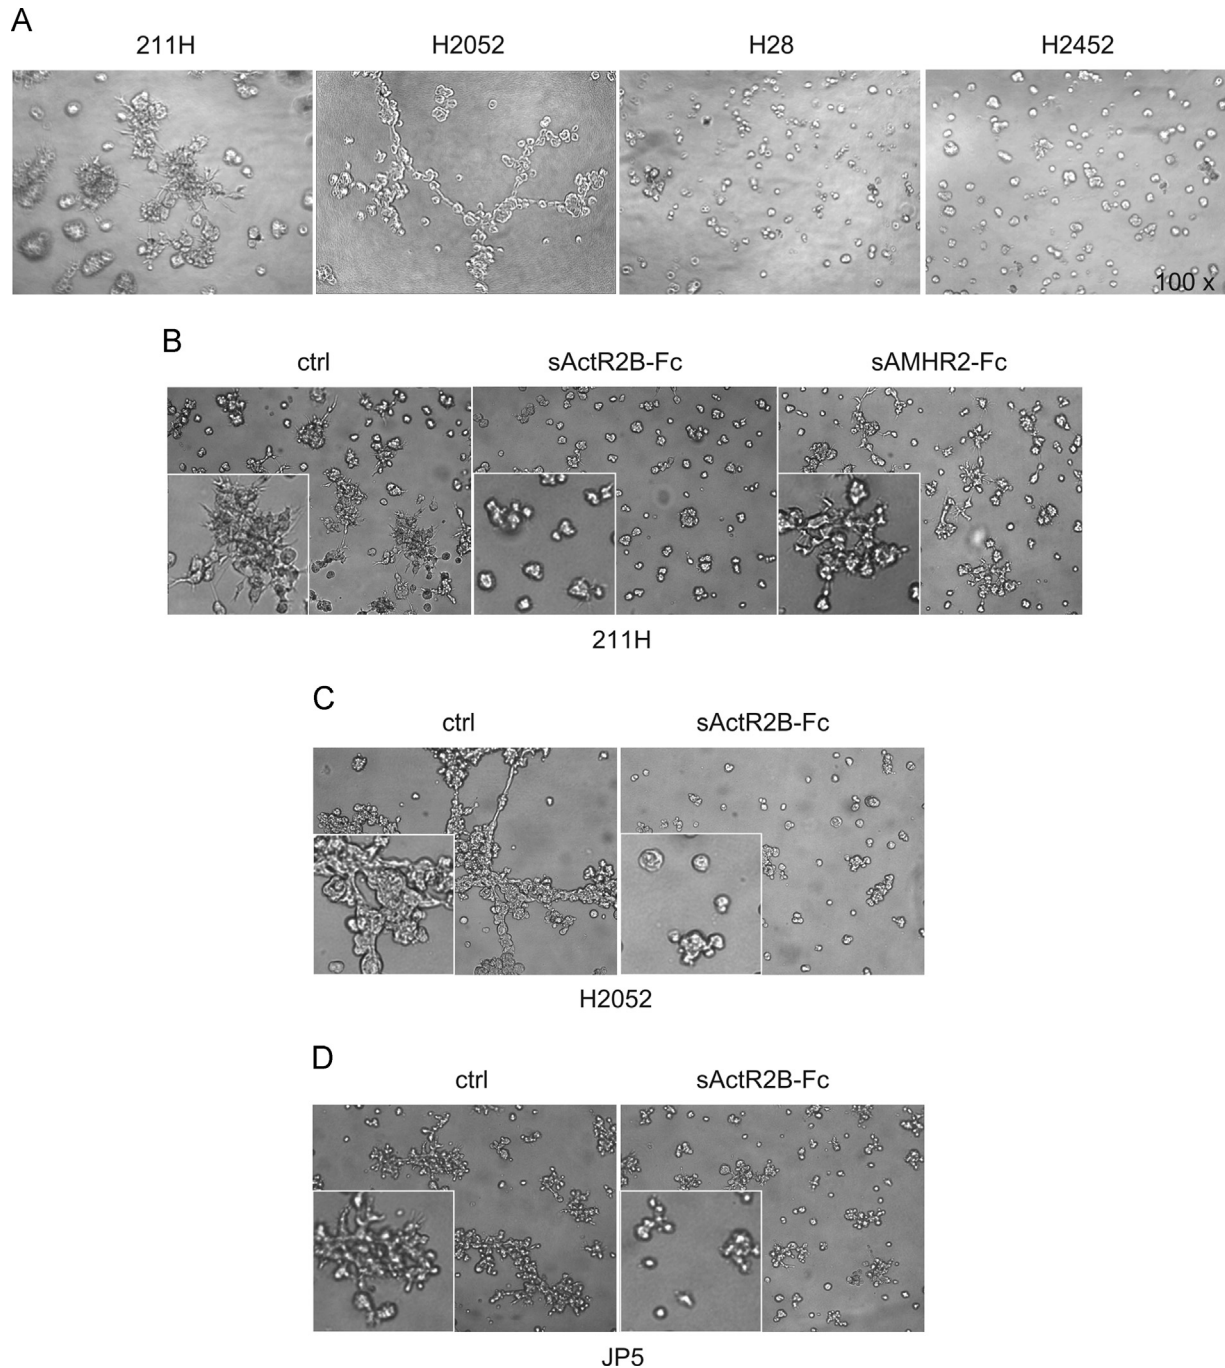 A
211H H2052 H28 H2452
100 x
B
ctrl sActR2B-Fc sAMHR2-Fc
211H
C
ctrl sActR2B-Fc
H2052
D
ctrl sActR2B-Fc
JP5